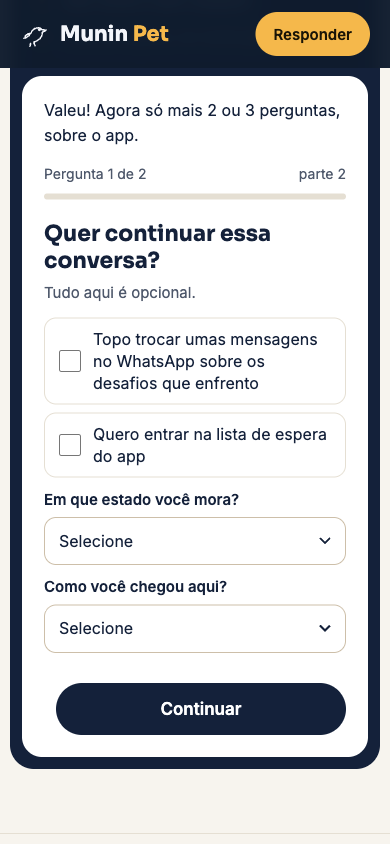 Munin Pet
Responder
Valeu! Agora só mais 2 ou 3 perguntas,
sobre o app.
Pergunta 1 de 2
parte 2
Quer continuar essa
conversa?
Tudo aqui é opcional.
Topo trocar umas mensagens
no WhatsApp sobre os
desafios que enfrento
Quero entrar na lista de espera
do app
Em que estado você mora?
Selecione
Como você chegou aqui?
Selecione
Continuar